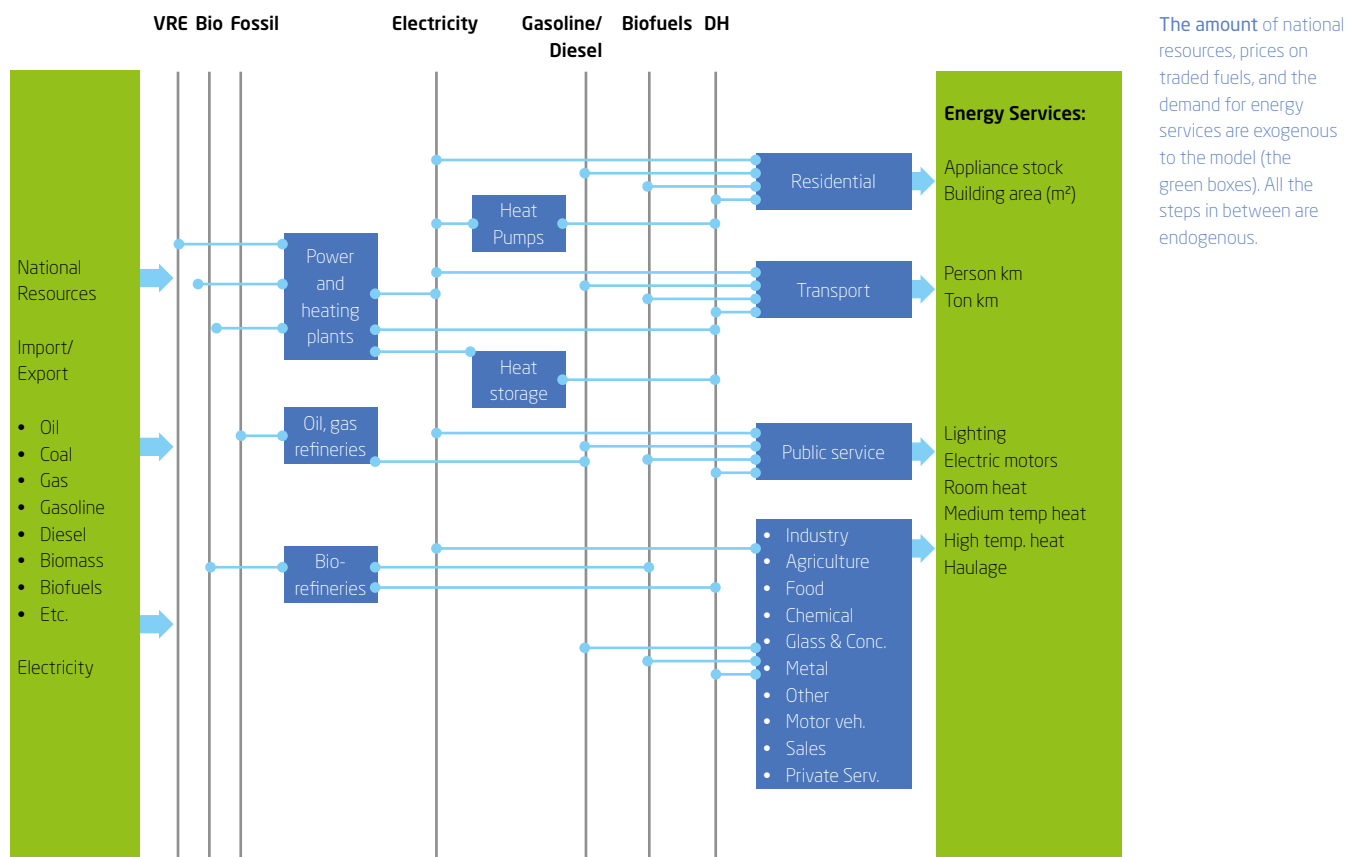 VRE Bio Fossil
Electricity
Gasoline/
Diesel
Biofuels DH
National
Resources
Import/
Export
• Oil
• Coal
• Gas
• Gasoline
• Diesel
• Biomass
• Biofuels
• Etc.
Electricity
Power
and
heating
plants
Oil, gas
refineries
Bio-
refineries
Heat
Pumps
Heat
storage
Residential
Transport
Public service
• Industry
• Agriculture
• Food
• Chemical
• Glass & Conc.
• Metal
• Other
• Motor veh.
• Sales
• Private Serv.
Energy Services:
Appliance stock
Building area (m²)
Person km
Ton km
Lighting
Electric motors
Room heat
Medium temp heat
High temp. heat
Haulage
The amount of national
resources, prices on
traded fuels, and the
demand for energy
services are exogenous
to the model (the
green boxes). All the
steps in between are
endogenous.